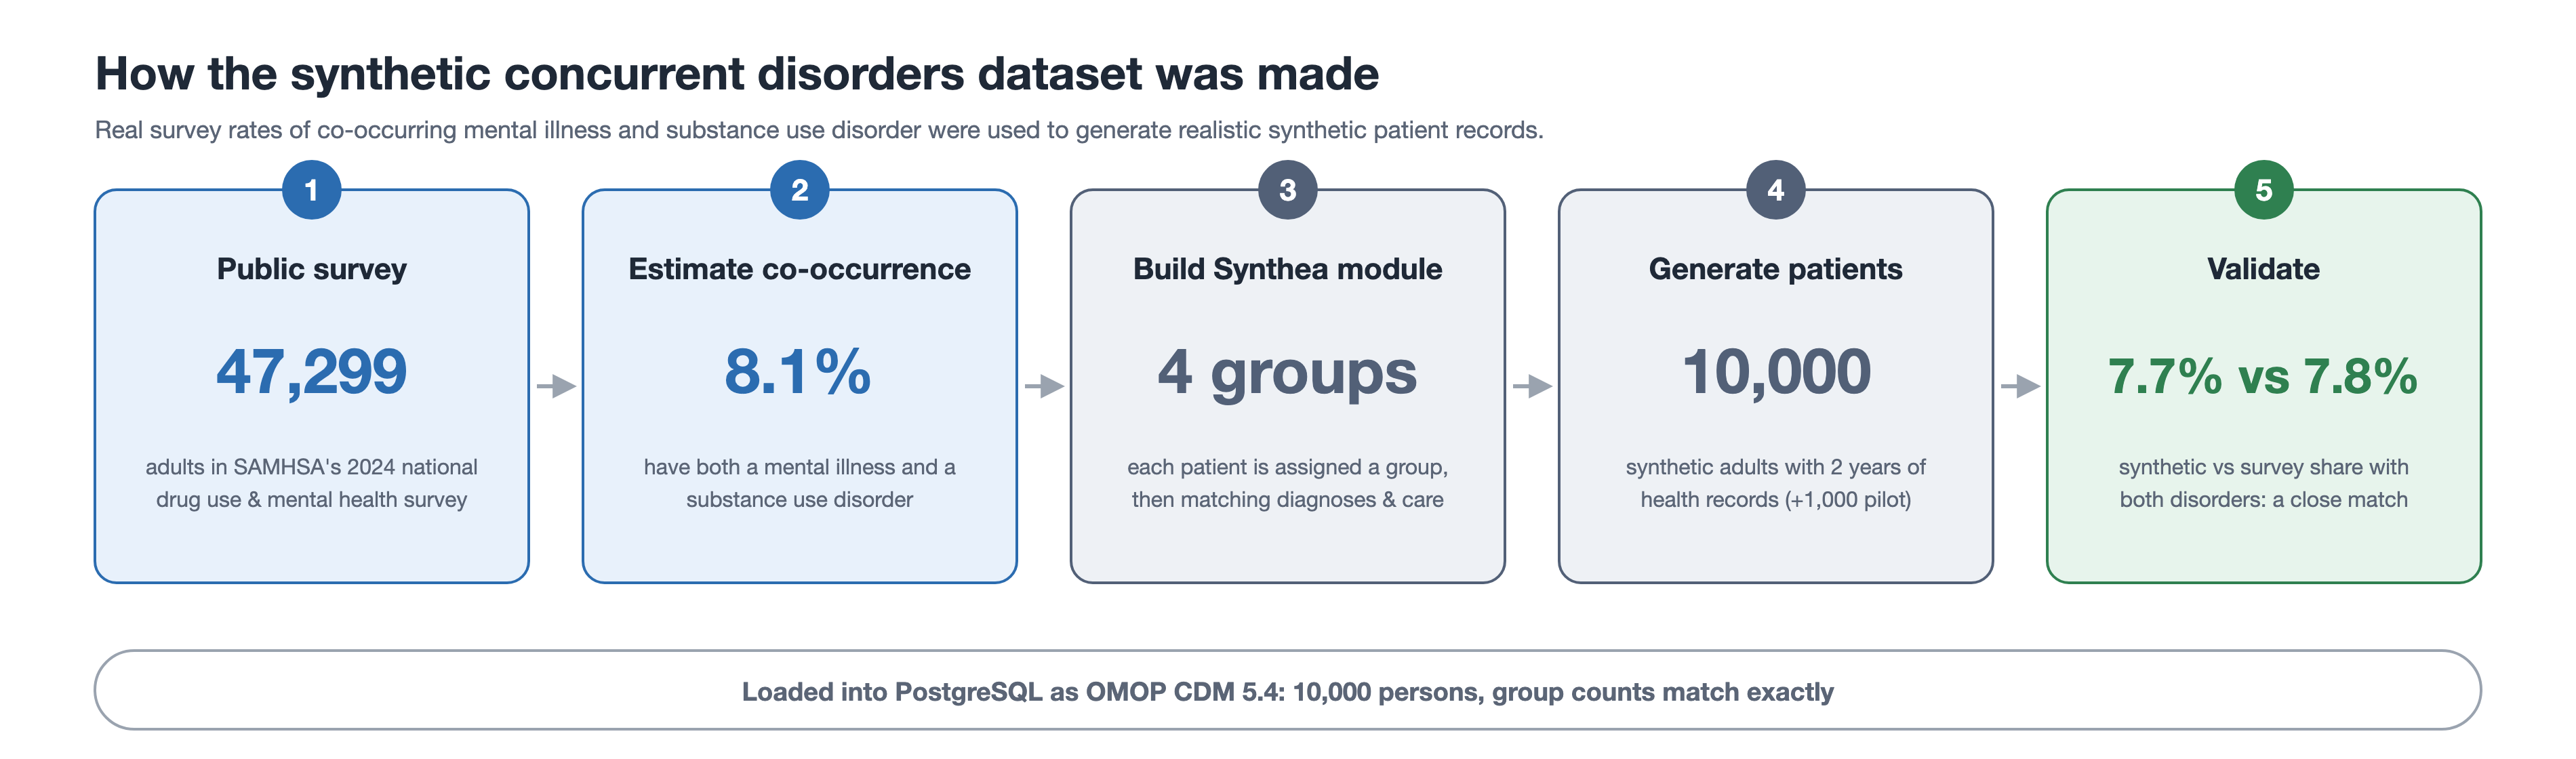 How the synthetic concurrent disorders dataset was made
Real survey rates of co-occurring mental illness and substance use disorder were used to generate realistic synthetic patient records.
1
Public survey
47,299
adults in SAMHSA's 2024 national
drug use & mental health survey
2
Estimate co-occurrence
8.1%
have both a mental illness and a
substance use disorder
3
Build Synthea module
4 groups
each patient is assigned a group,
then matching diagnoses & care
4
Generate patients
10,000
synthetic adults with 2 years of
health records (+1,000 pilot)
5
Validate
7.7% vs 7.8%
synthetic vs survey share with
both disorders: a close match
Loaded into PostgreSQL as OMOP CDM 5.4: 10,000 persons, group counts match exactly